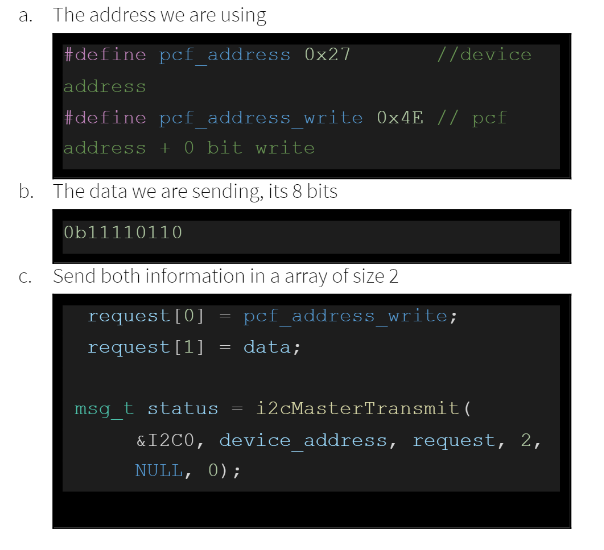 a. The address we are using
#define pcf_address 0x27 //device
address
#define pcf_address_write 0x4E // pcf
address + 0 bit write
b. The data we are sending, its 8 bits
0b11110110
c. Send both information in a array of size 2
request[0] = pcf_address_write;
request[1] = data;
msg_t status = i2cMasterTransmit(
&I2C0, device_address, request, 2,
NULL, 0);